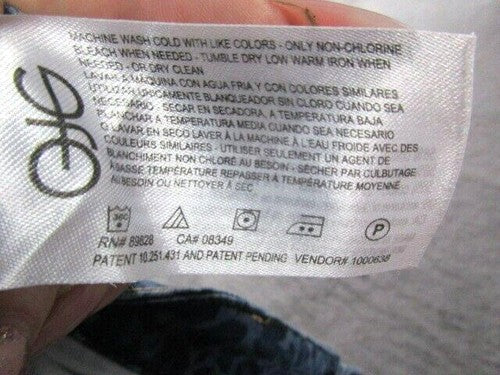 MACHINE WASH COLD WITH LIKE COLORS - ONLY NON-CHLORINE
BLEACH WHEN NEEDED - TUMBLE DRY LOW WARM IRON WHEN
NEEDED - OR DRY CLEAN
LAVAR A MAQUINA CON AGUA FRIA Y CON COLORES SIMILARES
UTILIZAR UNICAMENTE BLANQUEADOR SIN CLORO CUANDO SEA
NECESARIO - SECAR EN SECADORA, A TEMPERATURA BAJA
PLANCHAR A TEMPERATURA MEDIA CUANDO SEA NECESARIO
O LAVAR EN SECO LAVER À LA MACHINE À L'EAU FROIDE AVEC DES
COULEURS SIMILAIRES - UTILISER SEULEMENT UN AGENT DE
BLANCHIMENT NON CHLORÉ AU BESOIN - SÉCHER PAR CULBUTAGE
À BASSE TEMPÉRATURE REPASSER À TEMPÉRATURE MOYENNE
AU BESOIN OU NETTOYER À SEC
30C
P
RN# 89828 CA# 08349
PATENT 10,251,431 AND PATENT PENDING VENDOR# 1000638